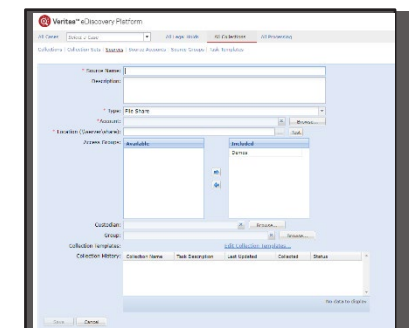 Veritas™ eDiscovery Platform
All Cases Select a Case All Legal Holds All Collections All Processing
Collections | Collection Sets | Sources | Source Accounts | Source Groups | Task Templates
* Source Name:
Description:
* Type: File Share
* Account: Browse...
* Location (\\server\share):
Access Groups: Available Included
Demos
Custodian: Browse...
Group: Browse...
Collection Templates: Edit Collection Templates...
Collection History: Collection Name Task Description Last Updated Collected Status
No data to display
Save Cancel